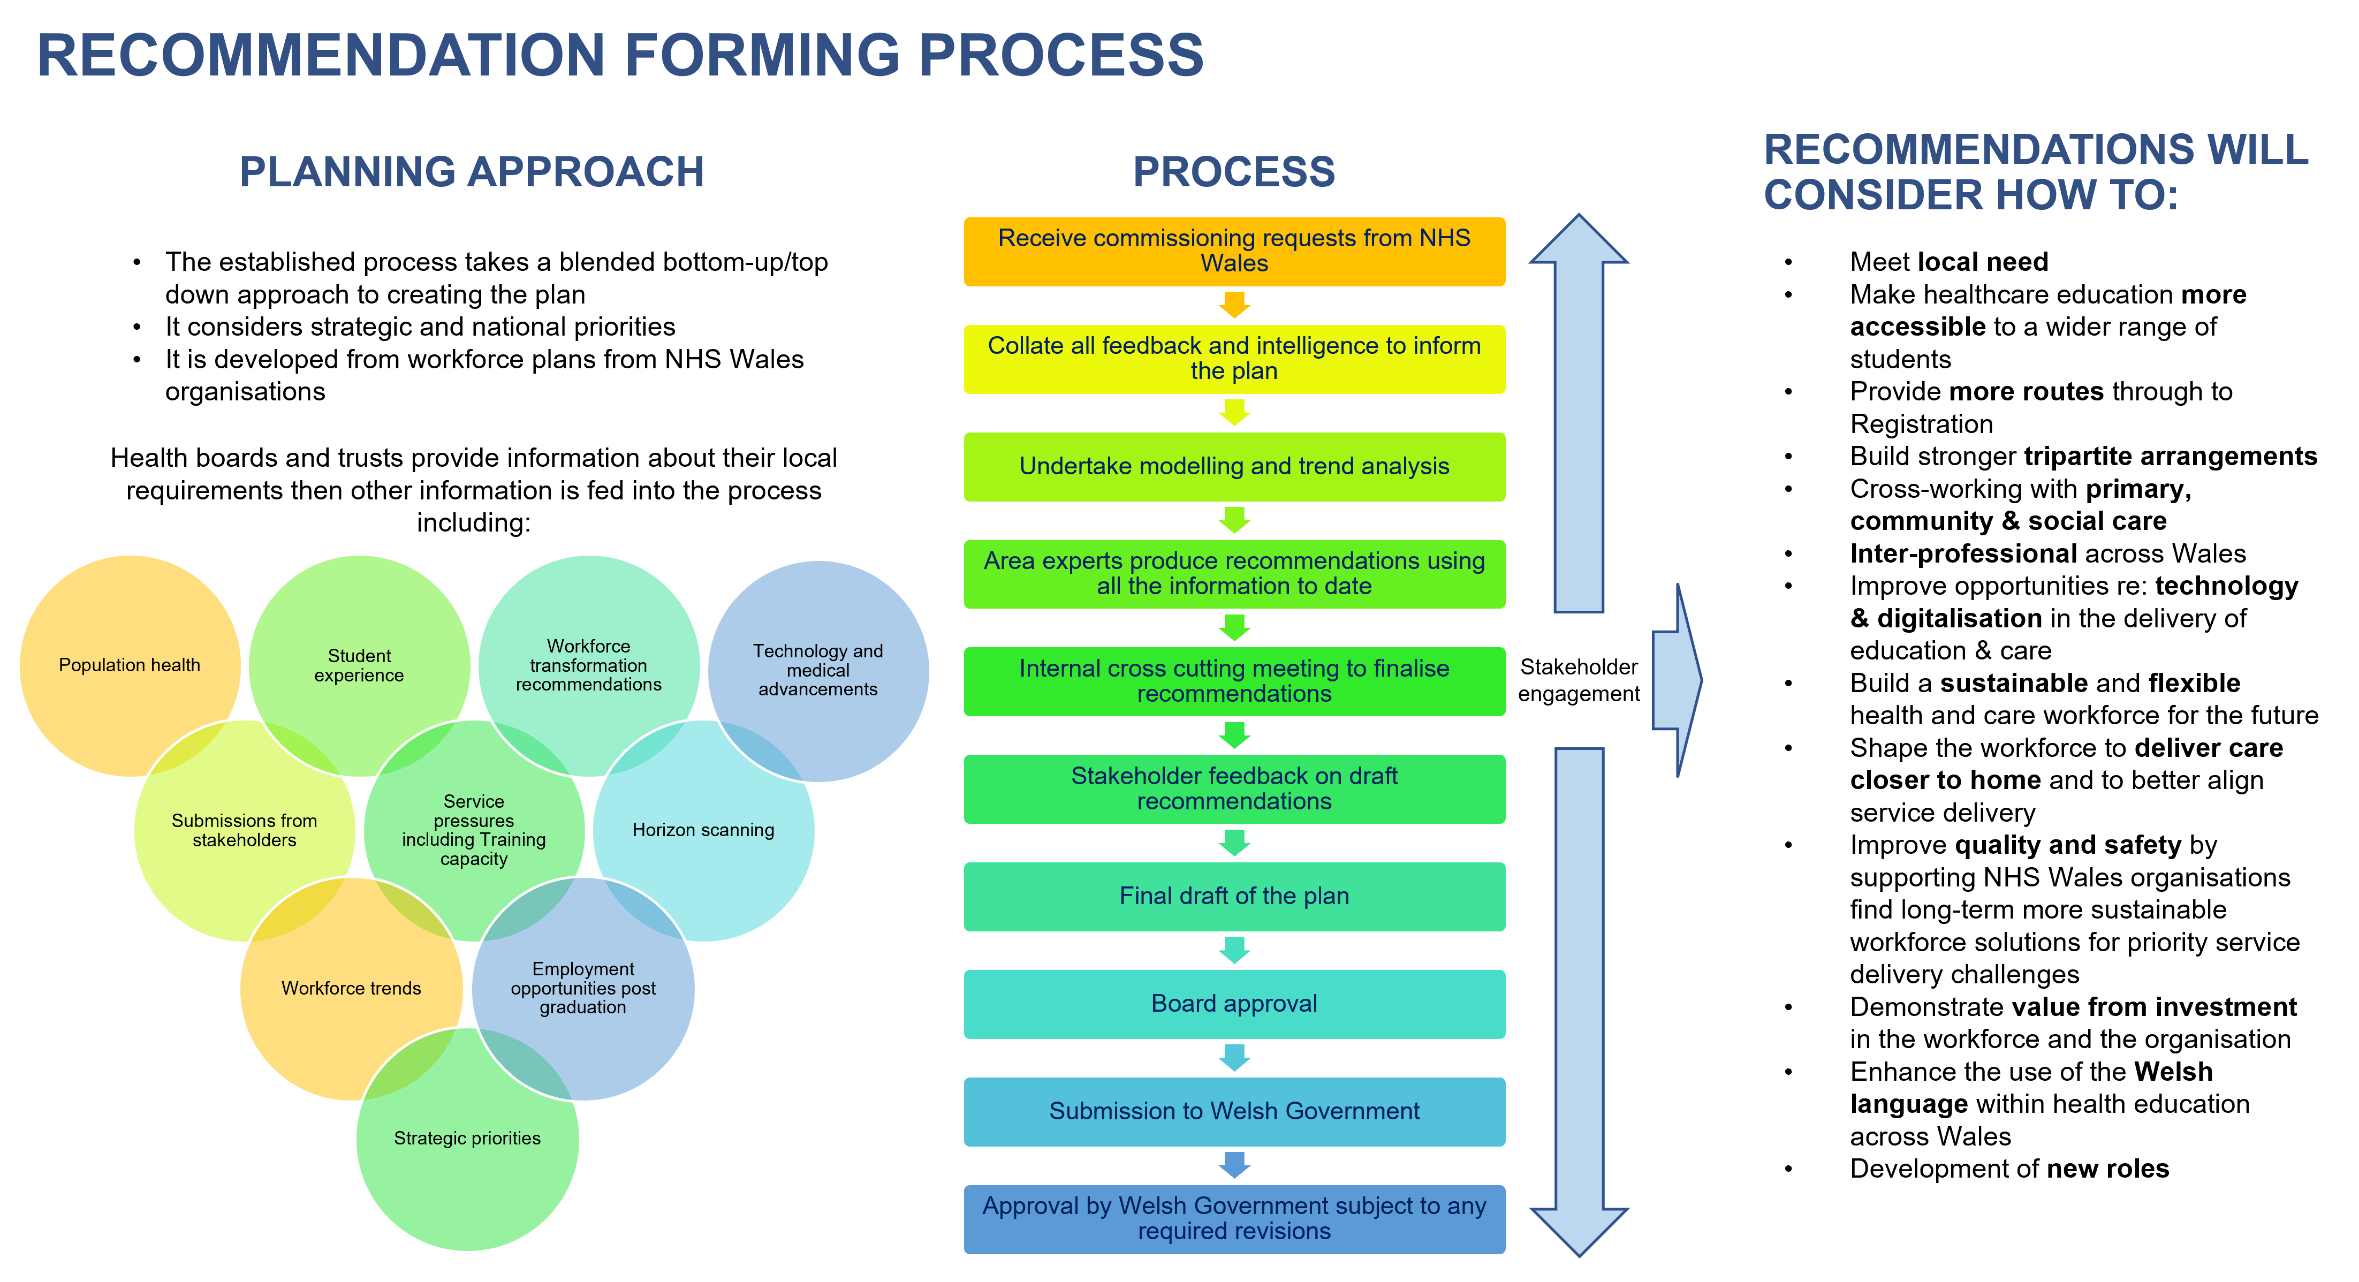 RECOMMENDATION FORMING PROCESS
PLANNING APPROACH
• The established process takes a blended bottom-up/top
down approach to creating the plan
• It considers strategic and national priorities
• It is developed from workforce plans from NHS Wales
organisations
Health boards and trusts provide information about their local
requirements then other information is fed into the process
including:
Population health
Student
experience
Workforce
transformation
recommendations
Technology and
medical
advancements
Submissions from
stakeholders
Service
pressures
including Training
capacity
Horizon scanning
Workforce trends
Employment
opportunities post
graduation
Strategic priorities
PROCESS
Receive commissioning requests from NHS
Wales
Collate all feedback and intelligence to inform
the plan
Undertake modelling and trend analysis
Area experts produce recommendations using
all the information to date
Internal cross cutting meeting to finalise
recommendations
Stakeholder feedback on draft
recommendations
Final draft of the plan
Board approval
Submission to Welsh Government
Approval by Welsh Government subject to any
required revisions
Stakeholder
engagement
RECOMMENDATIONS WILL
CONSIDER HOW TO:
• Meet local need
• Make healthcare education more
accessible to a wider range of
students
• Provide more routes through to
Registration
• Build stronger tripartite arrangements
• Cross-working with primary,
community & social care
• Inter-professional across Wales
• Improve opportunities re: technology
& digitalisation in the delivery of
education & care
• Build a sustainable and flexible
health and care workforce for the future
• Shape the workforce to deliver care
closer to home and to better align
service delivery
• Improve quality and safety by
supporting NHS Wales organisations
find long-term more sustainable
workforce solutions for priority service
delivery challenges
• Demonstrate value from investment
in the workforce and the organisation
• Enhance the use of the Welsh
language within health education
across Wales
• Development of new roles